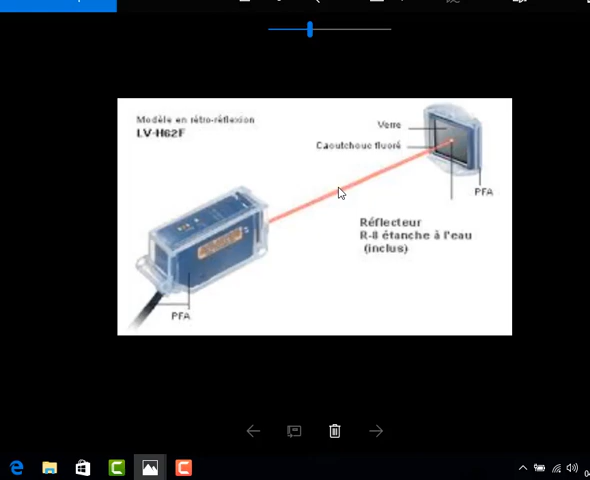 Modèle en rétro-réflexion
LV-H62F
Verre
Caoutchouc fluoré
PFA
Réflecteur
R-8 étanche à l'eau
(inclus)
PFA